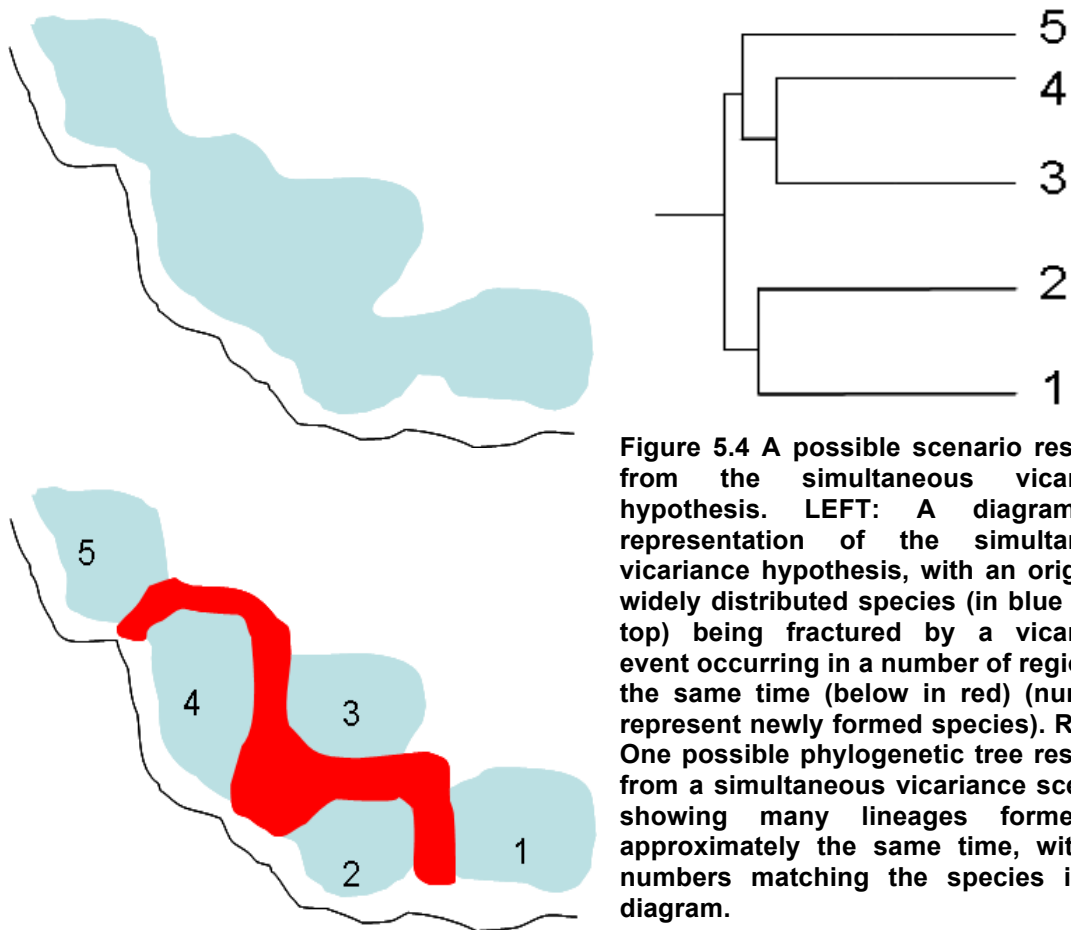 5
4
3
2
1
Figure 5.4 A possible scenario res
from the simultaneous vicar
hypothesis. LEFT: A diagram
representation of the simultan
vicariance hypothesis, with an orig
widely distributed species (in blue
top) being fractured by a vicar
event occurring in a number of regi
the same time (below in red) (num
represent newly formed species). R
One possible phylogenetic tree res
from a simultaneous vicariance sce
showing many lineages forme
approximately the same time, wit
numbers matching the species i
diagram.
5
4
3
2
1